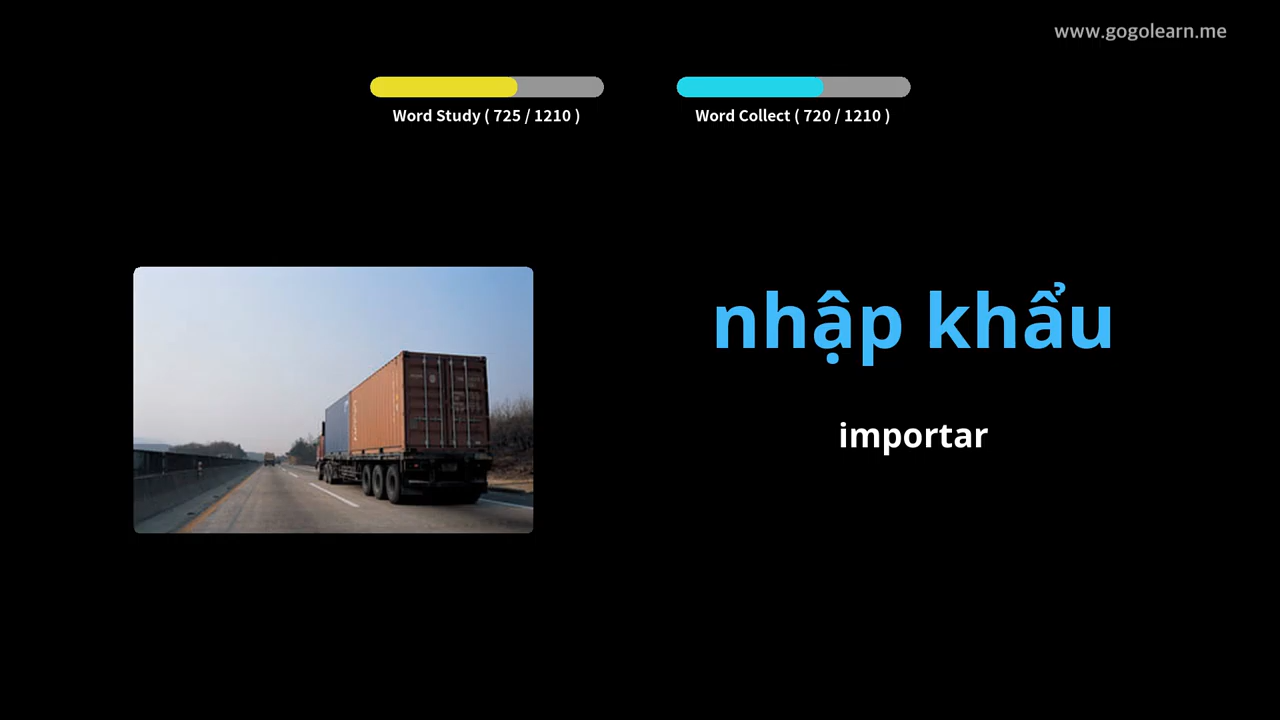 www.gogolearn.me
Word Study ( 725 / 1210 )
Word Collect ( 720 / 1210 )
nhập khẩu
importar